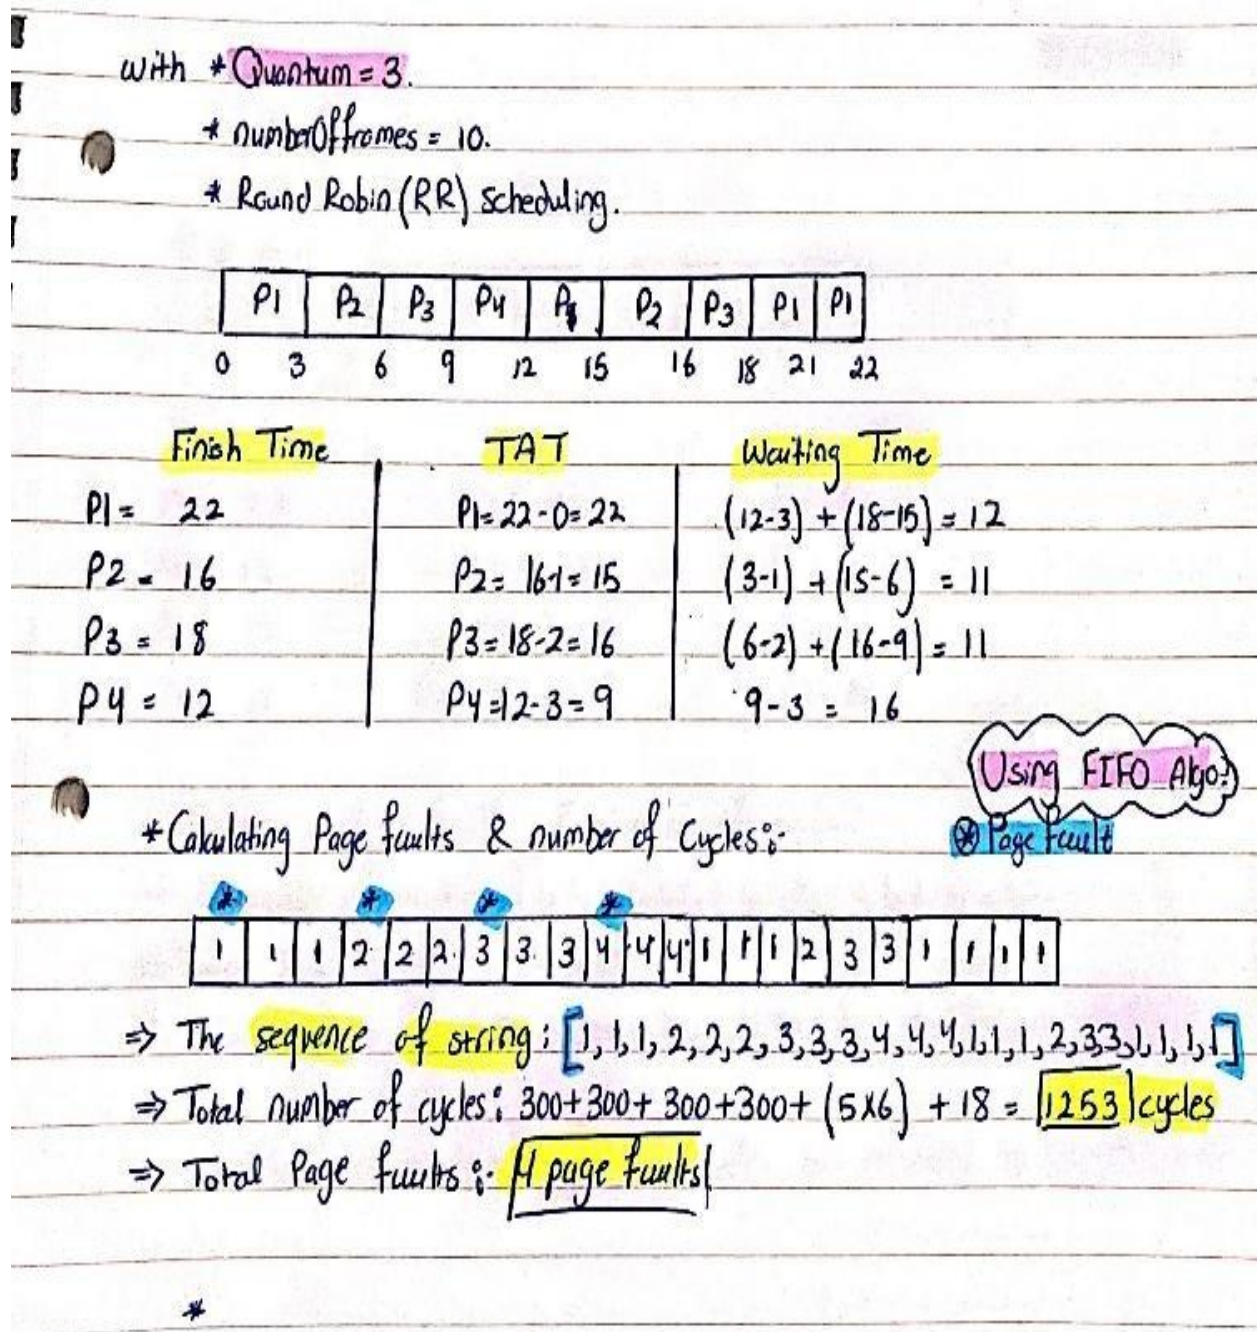 with * Quantum = 3.
* numberOfframes = 10.
* Round Robin (RR) scheduling.
P1 P2 P3 P4 P1 P2 P3 P1 P1
0 3 6 9 12 15 16 18 21 22
Finish Time TAT Waiting Time
P1 = 22 P1 = 22 - 0 = 22 (12-3) + (18-15) = 12
P2 = 16 P2 = 16-1 = 15 (3-1) + (15-6) = 11
P3 = 18 P3 = 18-2 = 16 (6-2) + (16-9) = 11
P4 = 12 P4 = 12-3 = 9 9-3 = 16
Using FIFO Algo:
* Calculating Page faults & number of Cycles:-
* Page fault
* * * *
1 1 1 2 2 2 3 3 3 4 4 4 1 1 1 2 3 3 1 1 1 1
⇒ The sequence of string: [1, 1, 1, 2, 2, 2, 3, 3, 3, 4, 4, 4, 1, 1, 1, 2, 3 3, 1, 1, 1, 1]
⇒ Total number of cycles: 300 + 300 + 300 + 300 + (5x6) + 18 = 1253 cycles
⇒ Total Page faults:- 4 page faults
*